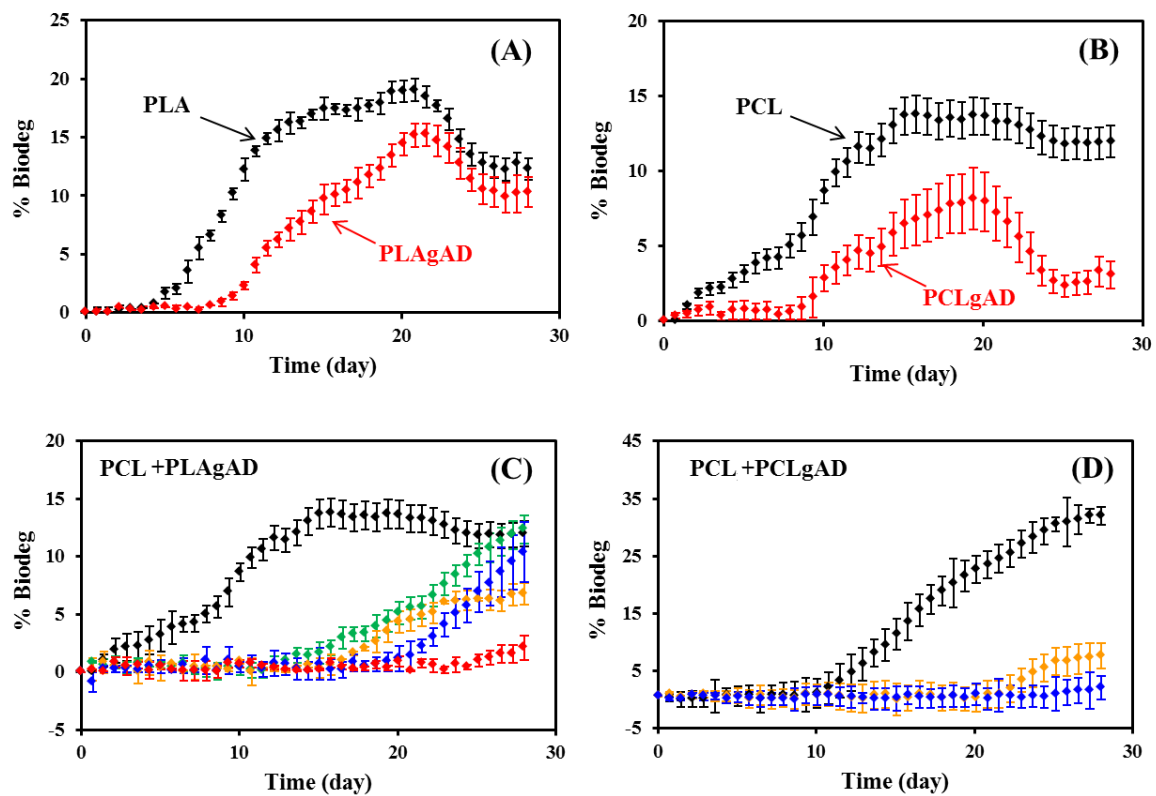 (A)
25
20
15
10
5
0
% Biodeg
PLA
PLAgAD
0 10 20 30
Time (day)
(B)
20
15
10
5
0
% Biodeg
PCL
PCLgAD
0 10 20 30
Time (day)
PCL +PLAgAD (C)
20
15
10
5
0
-5
% Biodeg
0 10 20 30
Time (day)
PCL +PCLgAD (D)
45
35
25
15
5
-5
% Biodeg
0 10 20 30
Time (day)